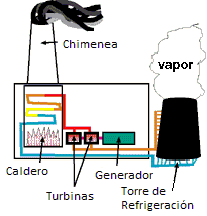 Chimenea
vapor
Caldero
Generador
Turbinas
Torre de
Refrigeración